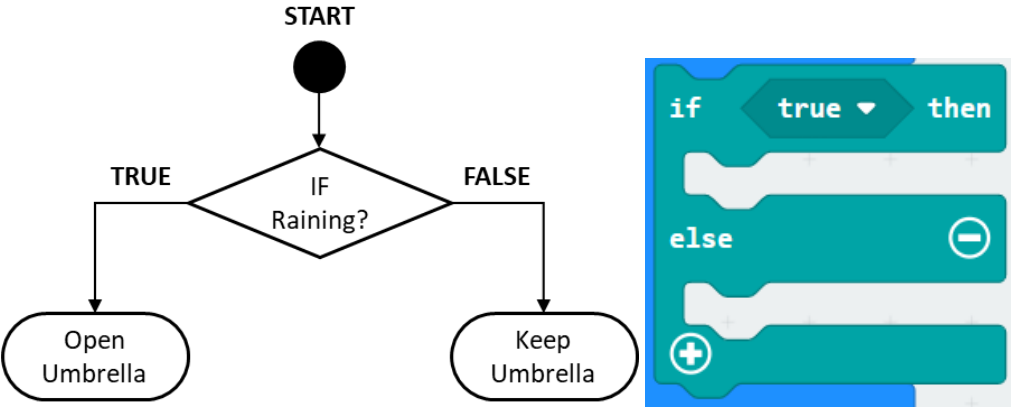 START
TRUE
IF
Raining?
FALSE
Open
Umbrella
Keep
Umbrella
if true then
else